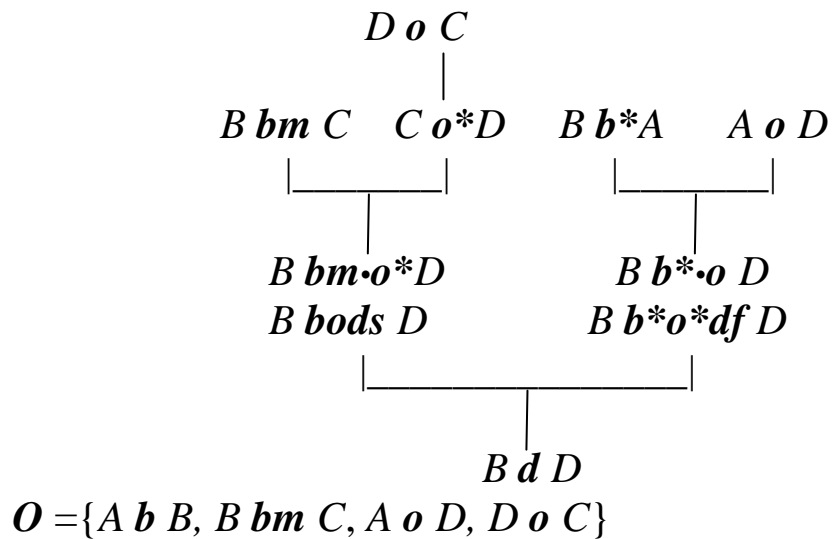 D o C
B bm C C o*D B b*A A o D
B bm•o*D B b*•o D
B bods D B b*o*df D
B d D
O ={A b B, B bm C, A o D, D o C}